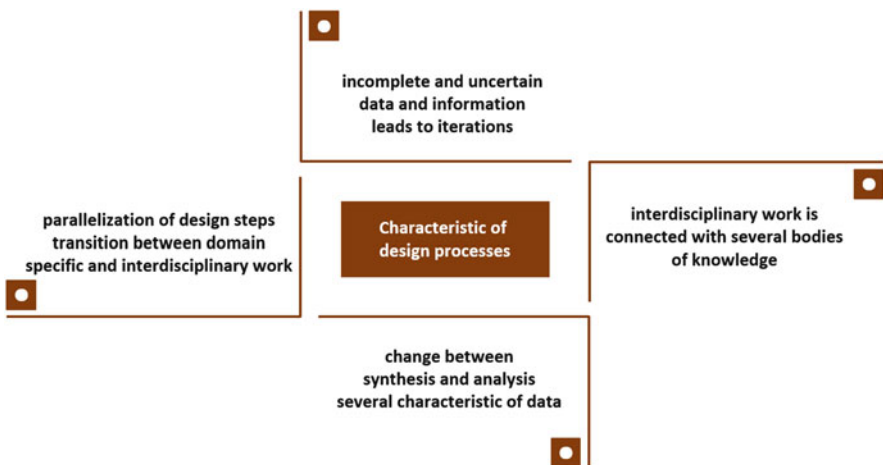 incomplete and uncertain
data and information
leads to iterations
parallelization of design steps
transition between domain
specific and interdisciplinary work
Characteristic of
design processes
interdisciplinary work is
connected with several bodies
of knowledge
change between
synthesis and analysis
several characteristic of data